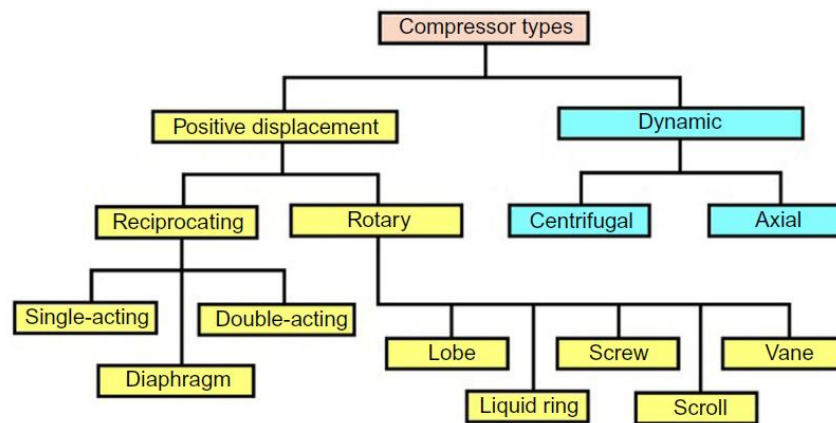 Compressor types
Positive displacement
Dynamic
Reciprocating
Rotary
Centrifugal
Axial
Single-acting
Double-acting
Diaphragm
Lobe
Screw
Vane
Liquid ring
Scroll